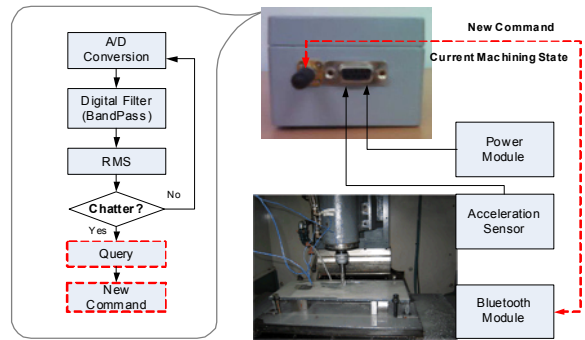 A/D
Conversion
Digital Filter
(BandPass)
RMS
Chatter?
No
Yes
Query
New
Command
New Command
Current Machining State
Power
Module
Acceleration
Sensor
Bluetooth
Module